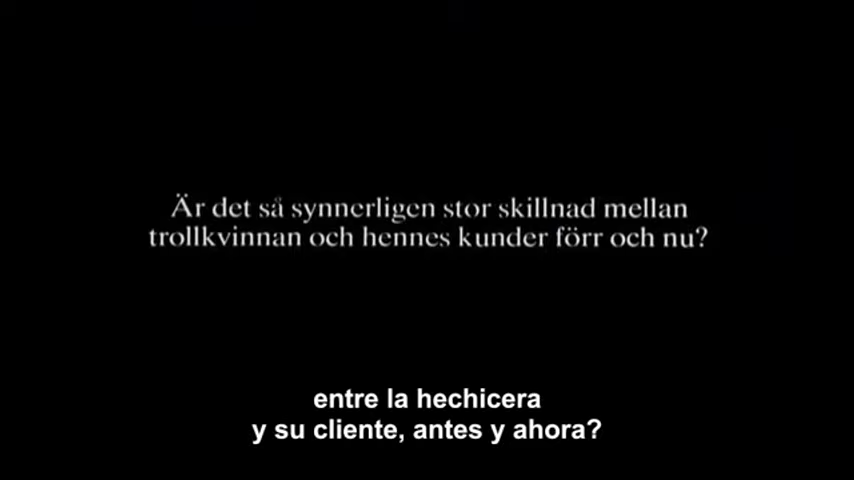 Är det så synnerligen stor skillnad mellan
trollkvinnan och hennes kunder förr och nu?
entre la hechicera
y su cliente, antes y ahora?